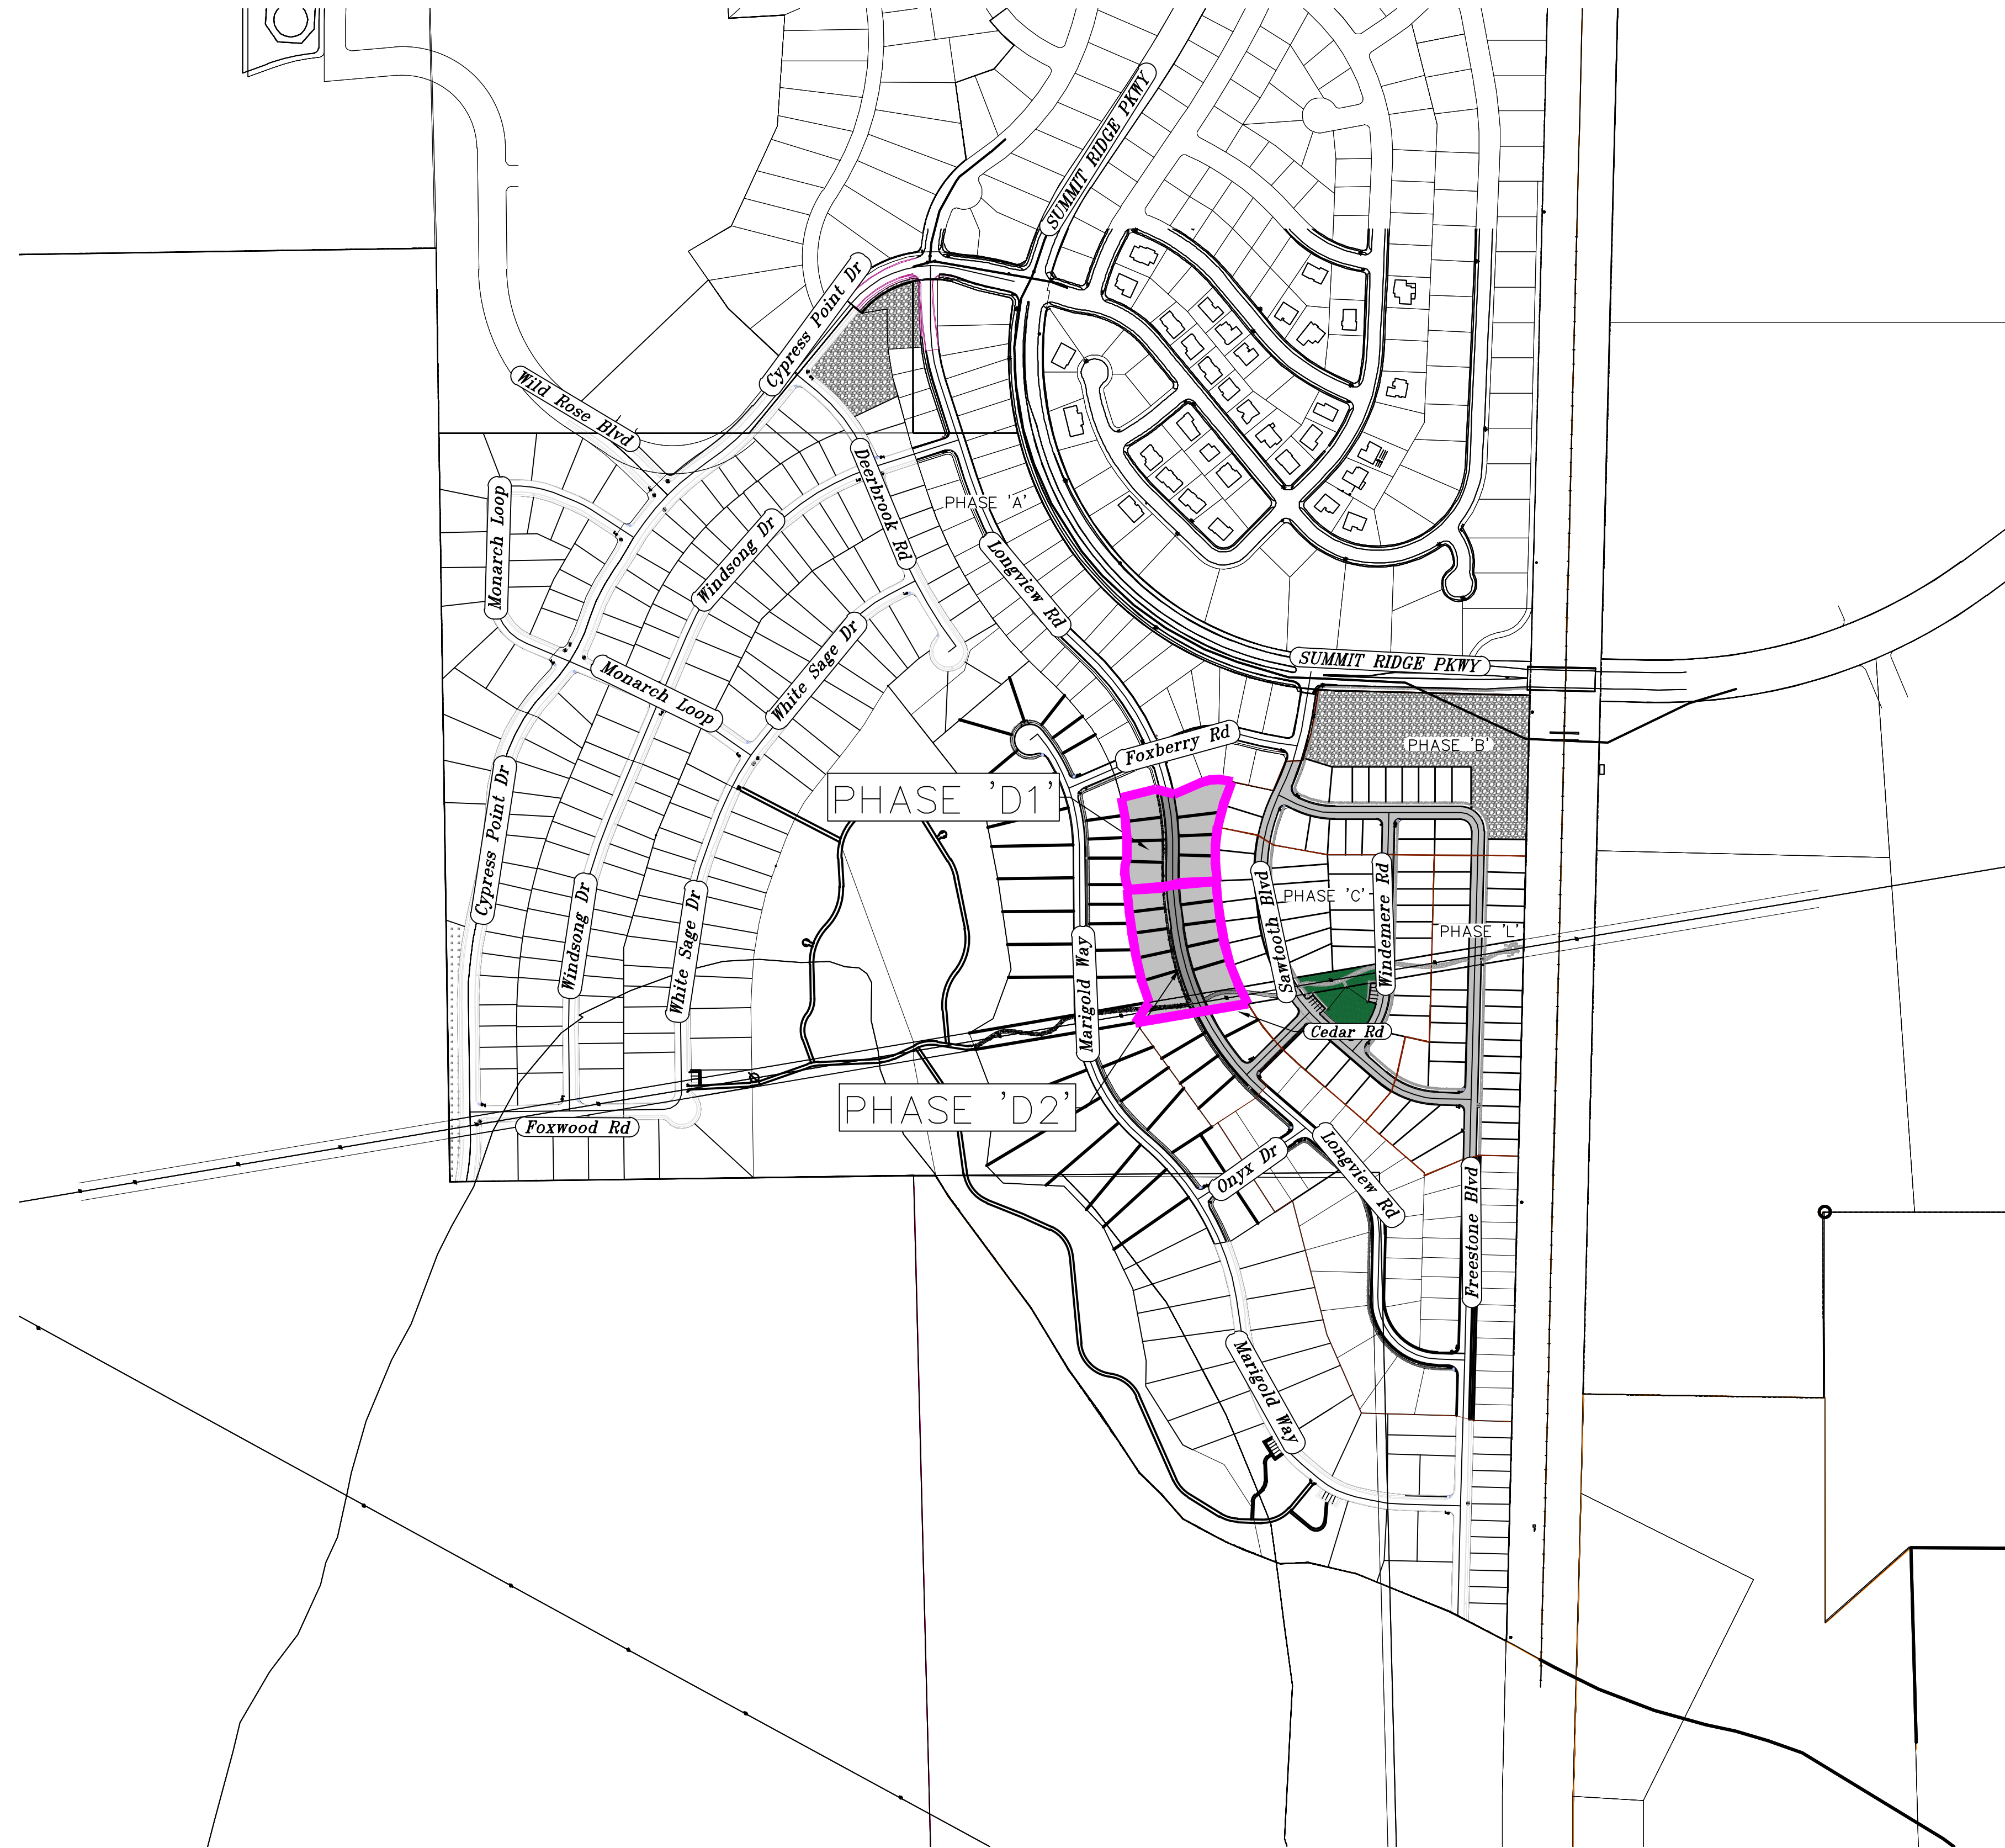 SUMMIT RIDGE PKWY
Cypress Point Dr
Wild Rose Blvd
Deerbrook Rd
Monarch Loop
PHASE 'A'
Windsong Dr
Longview Rd
White Sage Dr
SUMMIT RIDGE PKWY
Monarch Loop
Foxberry Rd
PHASE 'B'
PHASE 'D1'
Cypress Point Dr
Sawtooth Blvd
PHASE 'C'
Windemere Rd
PHASE 'L'
Windsong Dr
White Sage Dr
Marigold Way
Cedar Rd
PHASE 'D2'
Foxwood Rd
Onyx Dr
Longview Rd
Freestone Blvd
Marigold Way